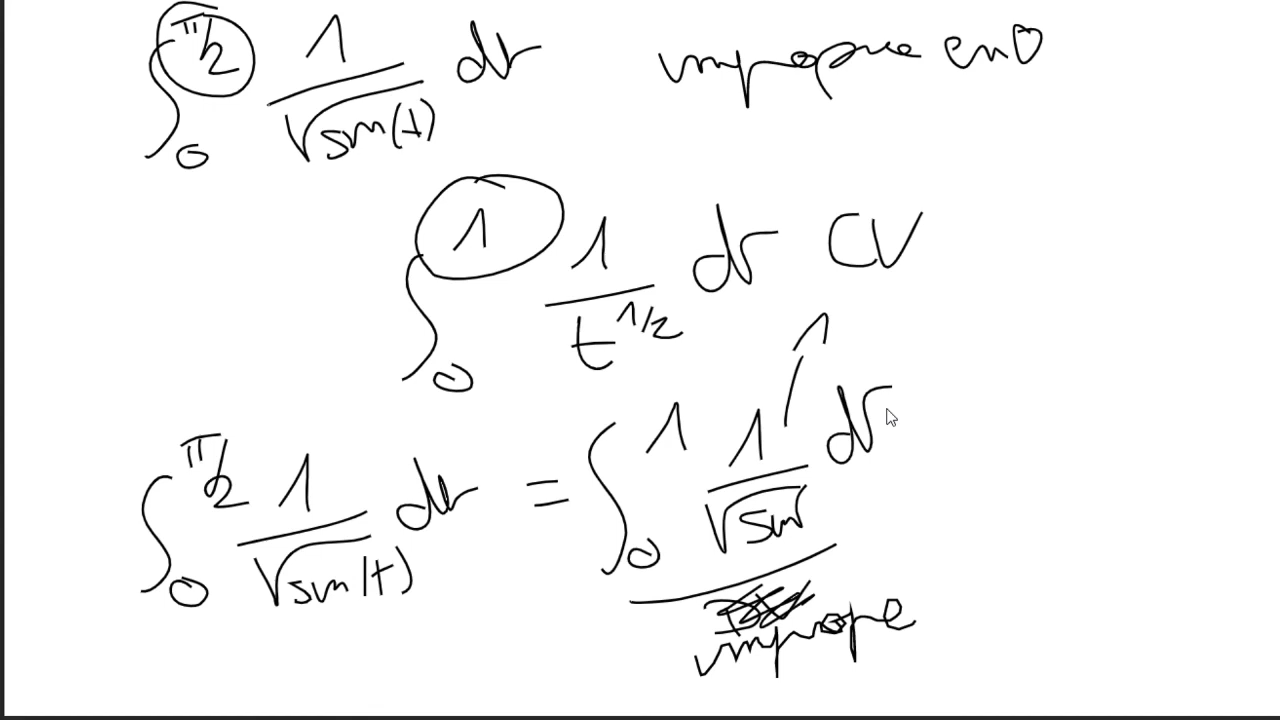 ∫₀^{π/2} 1/√sin(t) dt impropre en 0
∫₀^1 1/t^{1/2} dt CV
∫₀^{π/2} 1/√sin(t) dt = ∫₀^1 1/√sin dt
impropre